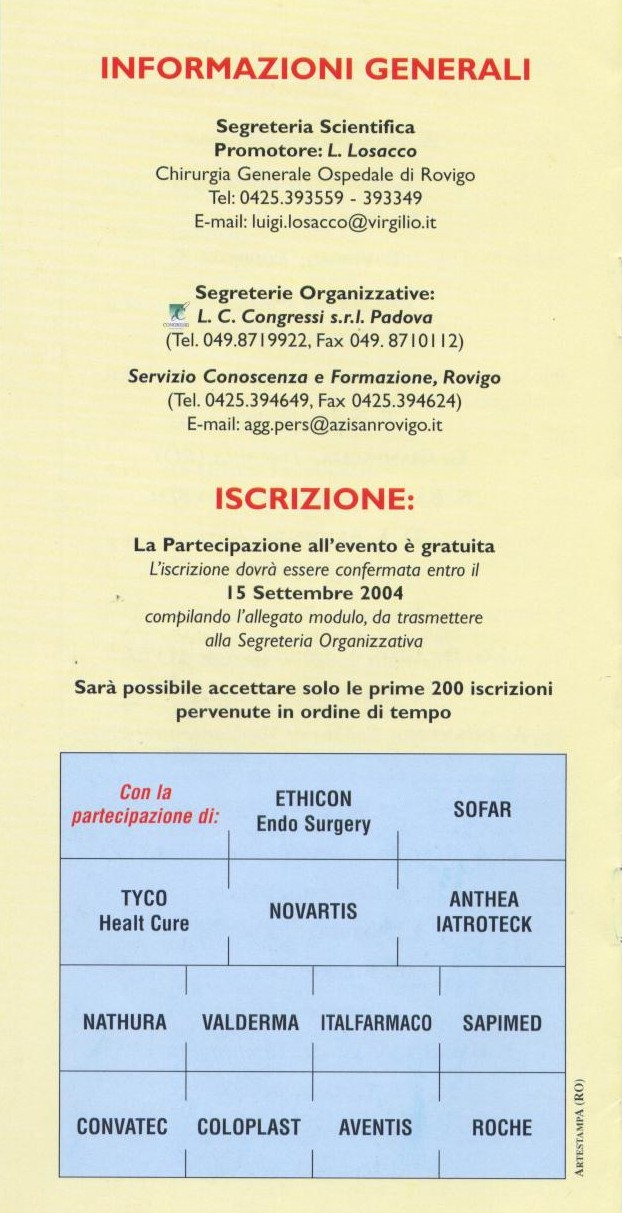 INFORMAZIONI GENERALI
Segreteria Scientifica
Promotore: L. Losacco
Chirurgia Generale Ospedale di Rovigo
Tel: 0425.393559 - 393349
E-mail: luigi.losacco@virgilio.it
Segreterie Organizzative:
L. C. Congressi s.r.l. Padova
CONGRESSI
(Tel. 049.8719922, Fax 049. 8710112)
Servizio Conoscenza e Formazione, Rovigo
(Tel. 0425.394649, Fax 0425.394624)
E-mail: agg.pers@azisanrovigo.it
ISCRIZIONE:
La Partecipazione all'evento è gratuita
L'iscrizione dovrà essere confermata entro il
15 Settembre 2004
compilando l'allegato modulo, da trasmettere
alla Segreteria Organizzativa
Sarà possibile accettare solo le prime 200 iscrizioni
pervenute in ordine di tempo
Con la
partecipazione di:
ETHICON
Endo Surgery
SOFAR
TYCO
Healt Cure
NOVARTIS
ANTHEA
IATROTECK
NATHURA
VALDERMA
ITALFARMACO
SAPIMED
CONVATEC
COLOPLAST
AVENTIS
ROCHE
ARTESTAMPA (RO)